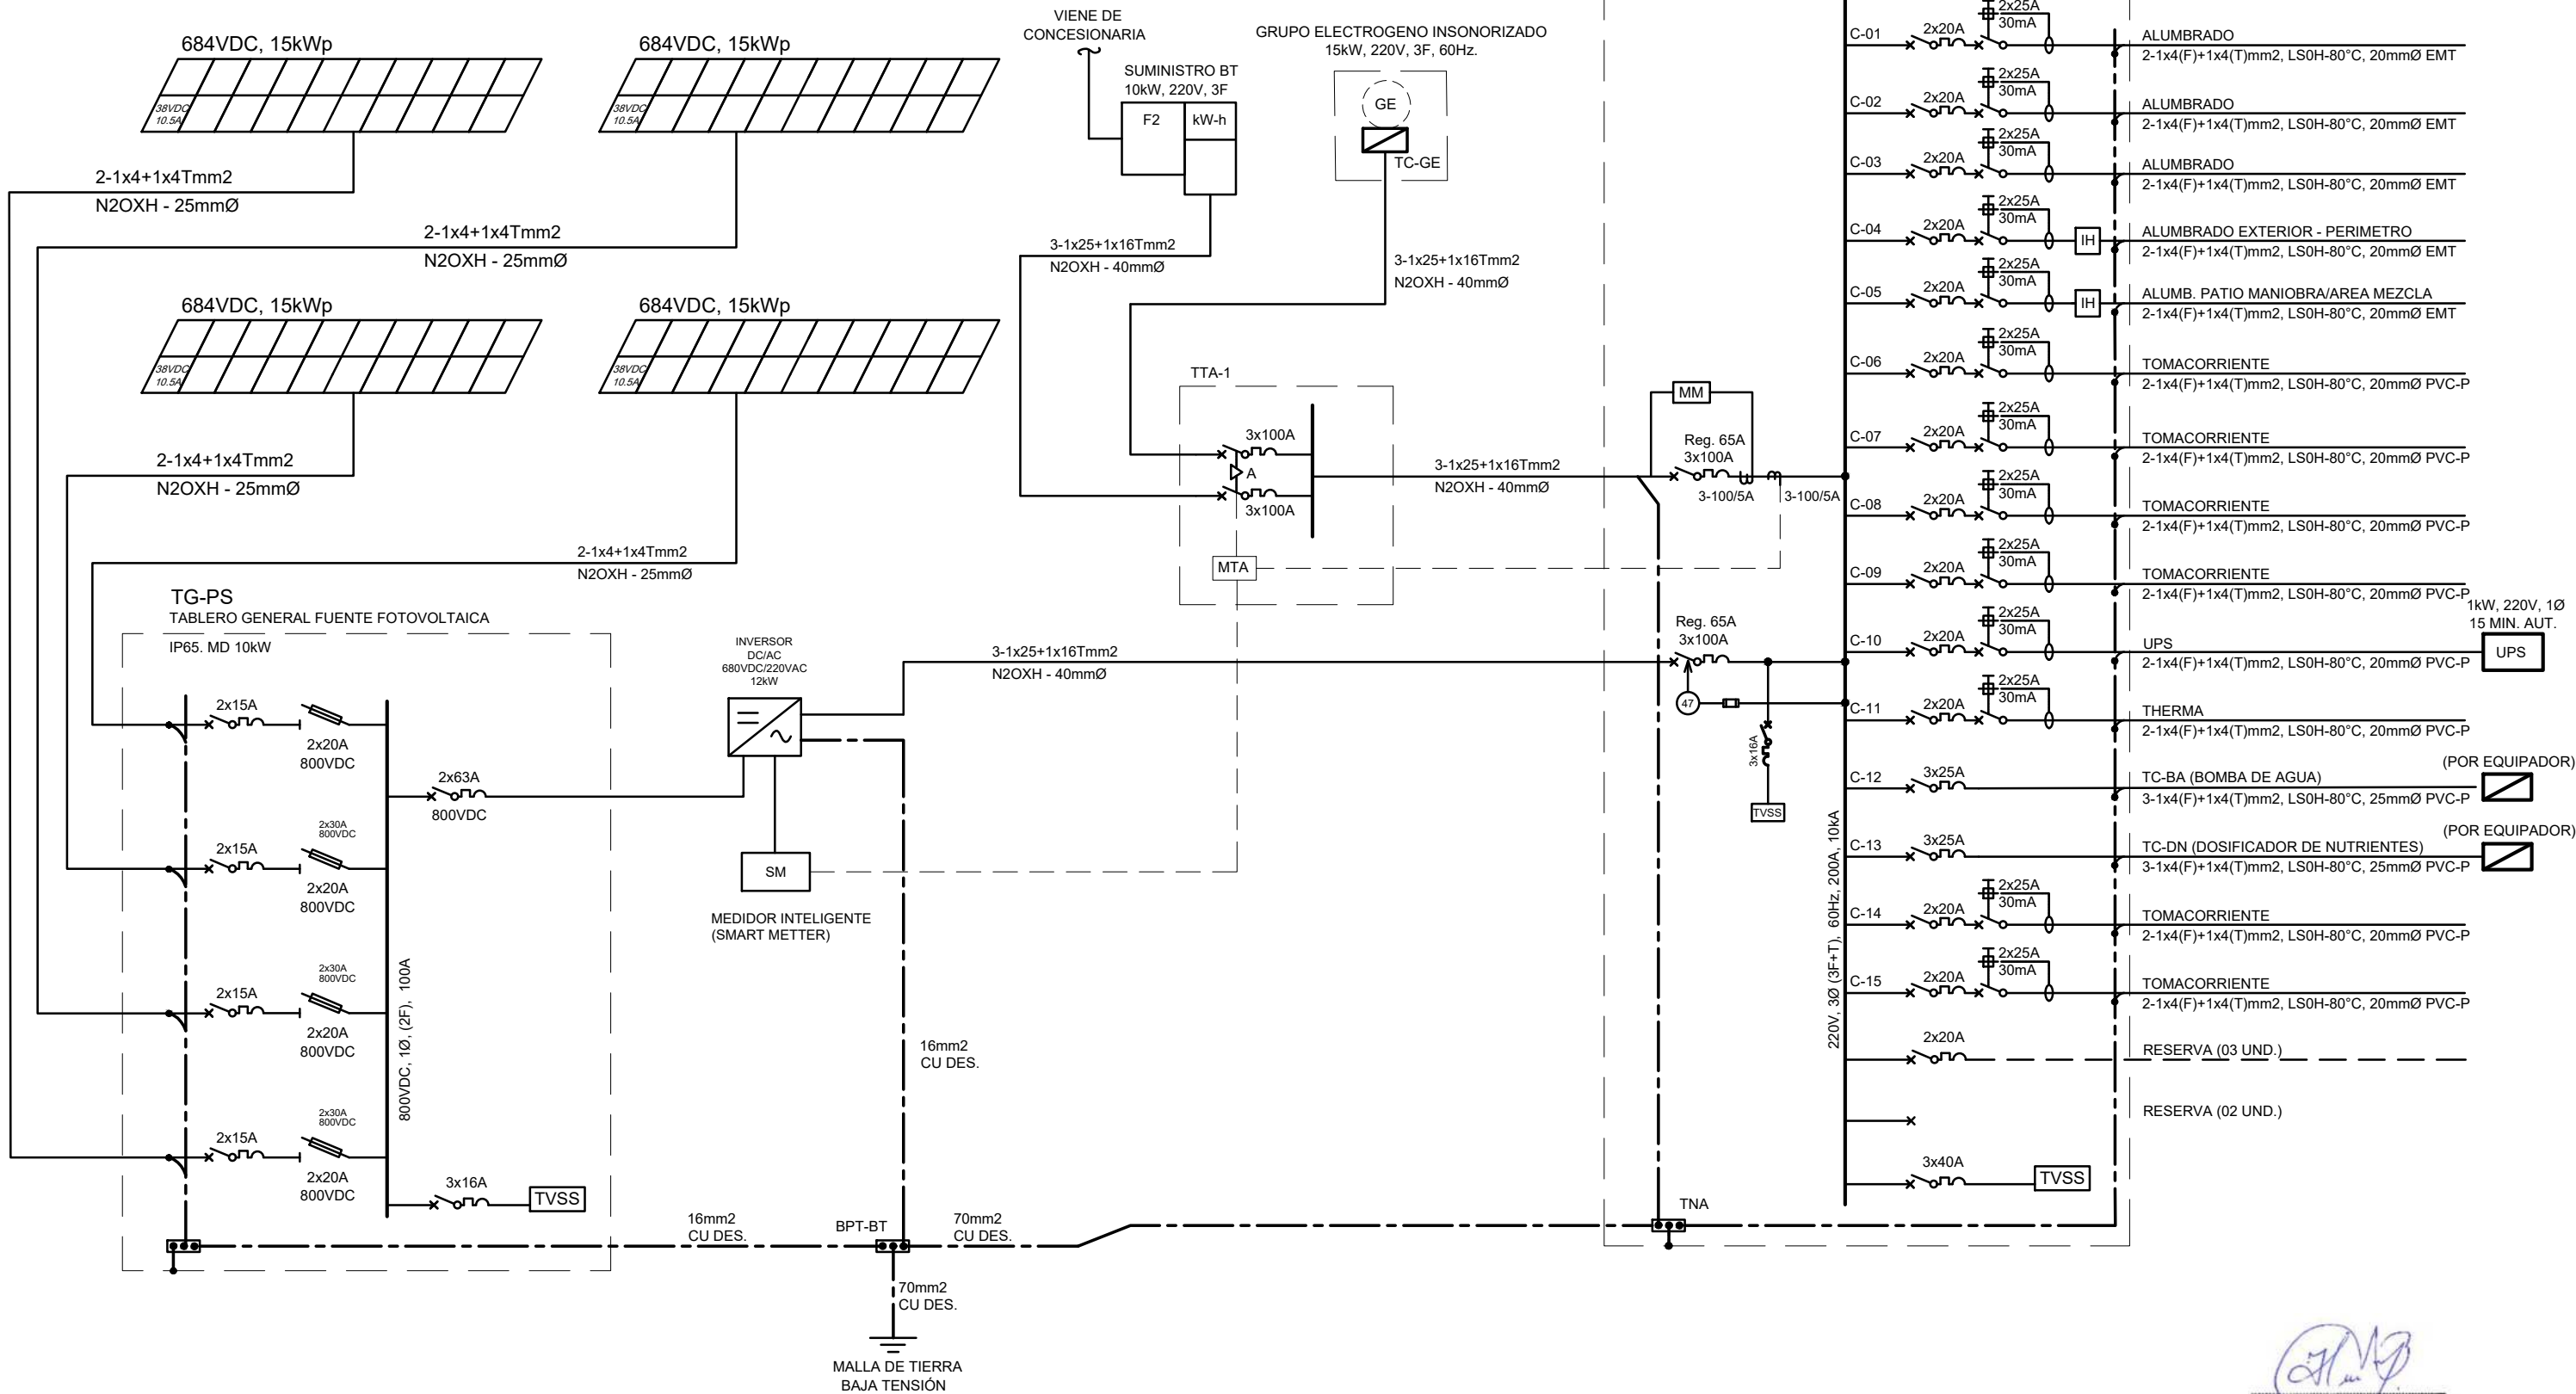 684VDC, 15kWp
38VDC
10.5A
2-1x4+1x4Tmm2
N2OXH - 25mmØ
684VDC, 15kWp
38VDC
10.5A
2-1x4+1x4Tmm2
N2OXH - 25mmØ
684VDC, 15kWp
38VDC
10.5A
2-1x4+1x4Tmm2
N2OXH - 25mmØ
684VDC, 15kWp
38VDC
10.5A
2-1x4+1x4Tmm2
N2OXH - 25mmØ
TG-PS
TABLERO GENERAL FUENTE FOTOVOLTAICA
IP65. MD 10kW
2x15A
2x20A
800VDC
2x63A
800VDC
2x30A
800VDC
2x15A
2x20A
800VDC
2x30A
800VDC
2x15A
2x20A
800VDC
2x30A
800VDC
2x15A
2x20A
800VDC
800VDC, 1Ø, (2F), 100A
3x16A
TVSS
VIENE DE
CONCESIONARIA
SUMINISTRO BT
10kW, 220V, 3F
F2
kW-h
3-1x25+1x16Tmm2
N2OXH - 40mmØ
GRUPO ELECTROGENO INSONORIZADO
15kW, 220V, 3F, 60Hz.
GE
TC-GE
3-1x25+1x16Tmm2
N2OXH - 40mmØ
TTA-1
3x100A
A
3x100A
MTA
3-1x25+1x16Tmm2
N2OXH - 40mmØ
MM
Reg. 65A
3x100A
3-100/5A
3-100/5A
INVERSOR
DC/AC
680VDC/220VAC
12kW
3-1x25+1x16Tmm2
N2OXH - 40mmØ
Reg. 65A
3x100A
47
3x16A
TVSS
SM
MEDIDOR INTELIGENTE
(SMART METTER)
16mm2
CU DES.
16mm2
CU DES.
BPT-BT
70mm2
CU DES.
70mm2
CU DES.
MALLA DE TIERRA
BAJA TENSIÓN
TNA
220V, 3Ø (3F+T), 60Hz, 200A, 10kA
C-01
2x20A
2x25A
30mA
ALUMBRADO
2-1x4(F)+1x4(T)mm2, LS0H-80°C, 20mmØ EMT
C-02
2x20A
2x25A
30mA
ALUMBRADO
2-1x4(F)+1x4(T)mm2, LS0H-80°C, 20mmØ EMT
C-03
2x20A
2x25A
30mA
ALUMBRADO
2-1x4(F)+1x4(T)mm2, LS0H-80°C, 20mmØ EMT
C-04
2x20A
2x25A
30mA
IH
ALUMBRADO EXTERIOR - PERIMETRO
2-1x4(F)+1x4(T)mm2, LS0H-80°C, 20mmØ EMT
C-05
2x20A
2x25A
30mA
IH
ALUMB. PATIO MANIOBRA/AREA MEZCLA
2-1x4(F)+1x4(T)mm2, LS0H-80°C, 20mmØ EMT
C-06
2x20A
2x25A
30mA
TOMACORRIENTE
2-1x4(F)+1x4(T)mm2, LS0H-80°C, 20mmØ PVC-P
C-07
2x20A
2x25A
30mA
TOMACORRIENTE
2-1x4(F)+1x4(T)mm2, LS0H-80°C, 20mmØ PVC-P
C-08
2x20A
2x25A
30mA
TOMACORRIENTE
2-1x4(F)+1x4(T)mm2, LS0H-80°C, 20mmØ PVC-P
C-09
2x20A
2x25A
30mA
TOMACORRIENTE
2-1x4(F)+1x4(T)mm2, LS0H-80°C, 20mmØ PVC-P
C-10
2x20A
2x25A
30mA
UPS
2-1x4(F)+1x4(T)mm2, LS0H-80°C, 20mmØ PVC-P
1kW, 220V, 1Ø
15 MIN. AUT.
UPS
C-11
2x20A
2x25A
30mA
THERMA
2-1x4(F)+1x4(T)mm2, LS0H-80°C, 20mmØ PVC-P
C-12
3x25A
TC-BA (BOMBA DE AGUA)
3-1x4(F)+1x4(T)mm2, LS0H-80°C, 25mmØ PVC-P
(POR EQUIPADOR)
C-13
3x25A
TC-DN (DOSIFICADOR DE NUTRIENTES)
3-1x4(F)+1x4(T)mm2, LS0H-80°C, 25mmØ PVC-P
(POR EQUIPADOR)
C-14
2x20A
2x25A
30mA
TOMACORRIENTE
2-1x4(F)+1x4(T)mm2, LS0H-80°C, 20mmØ PVC-P
C-15
2x20A
2x25A
30mA
TOMACORRIENTE
2-1x4(F)+1x4(T)mm2, LS0H-80°C, 20mmØ PVC-P
2x20A
RESERVA (03 UND.)
RESERVA (02 UND.)
3x40A
TVSS